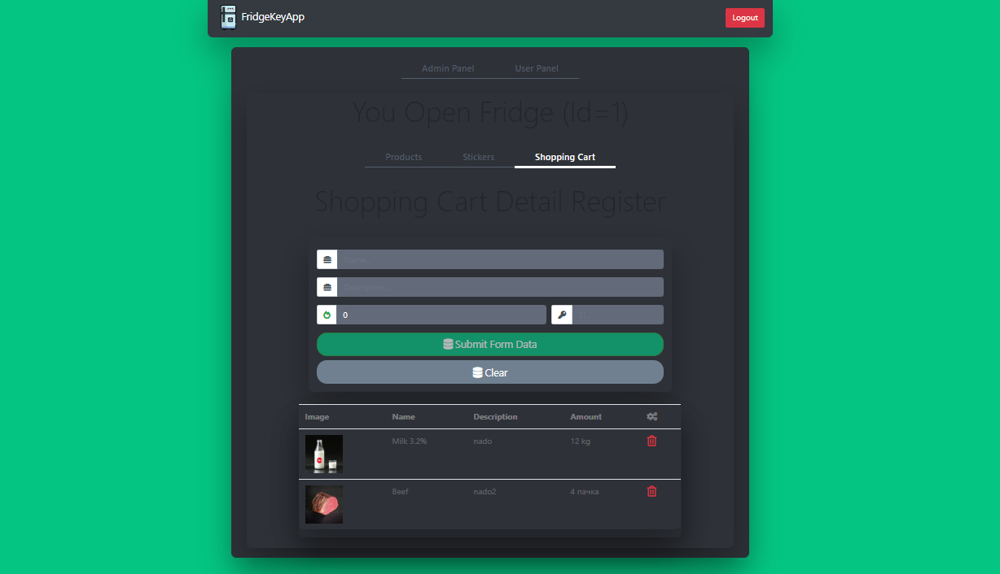 FridgeKeyApp
Logout
Admin Panel User Panel
You Open Fridge (Id=1)
Products Stickers Shopping Cart
Shopping Cart Detail Register
Name...
Description...
0
Submit Form Data
Clear
Image Name Description Amount
Milk 3.2% nado 12 kg
Beef nado2 4 пачка